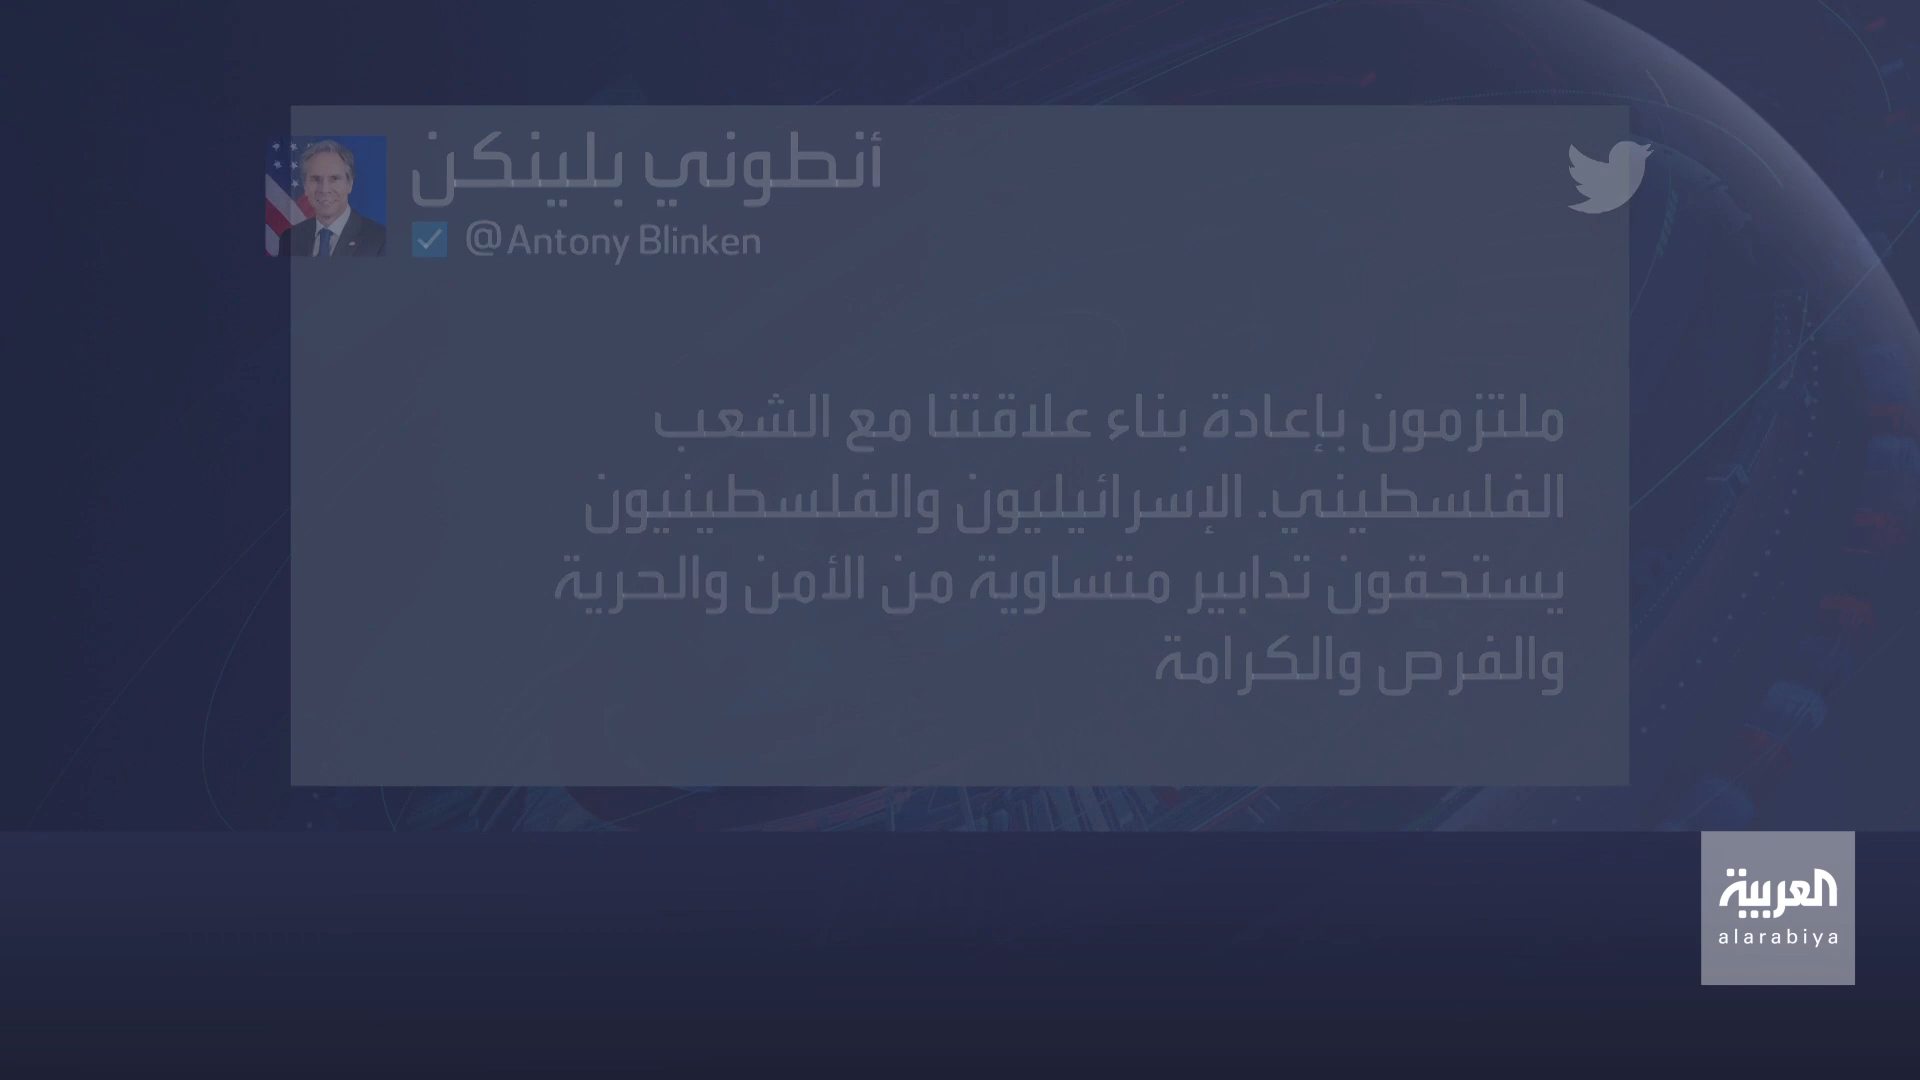 أنطوني بلينكن
@Antony Blinken
ملتزمون بإعادة بناء علاقتنا مع الشعب
الفلسطيني. الإسرائيليون والفلسطينيون
يستحقون تدابير متساوية من الأمن والحرية
والفرص والكرامة
العربية
alarabiya